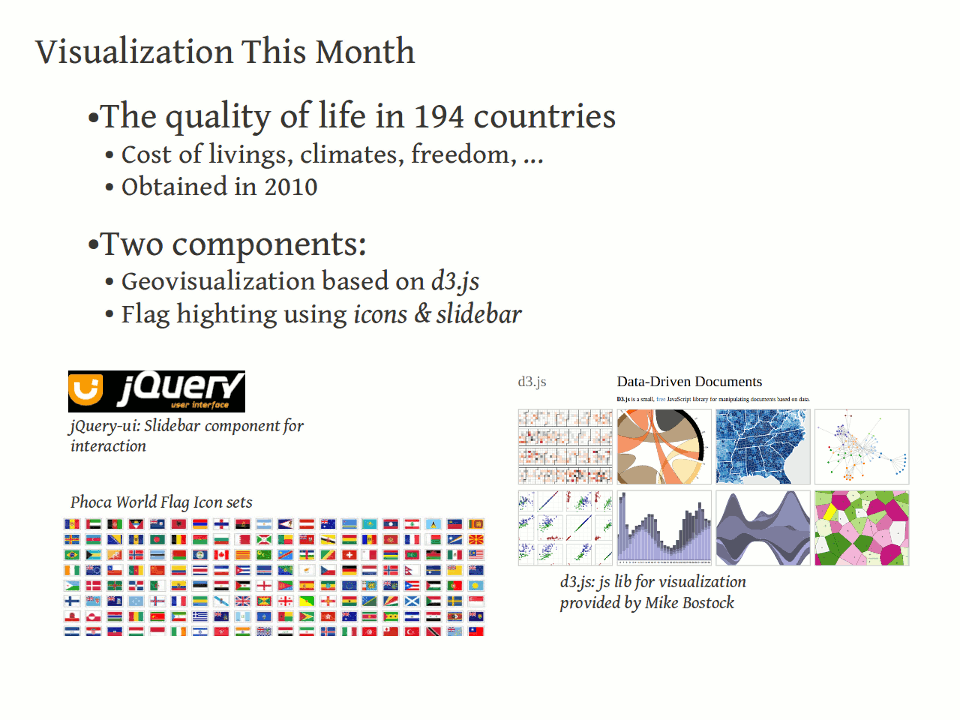 Visualization This Month
•The quality of life in 194 countries
• Cost of livings, climates, freedom, ...
• Obtained in 2010
•Two components:
• Geovisualization based on d3.js
• Flag highting using icons & slidebar
jQuery
user interface
jQuery-ui: Slidebar component for
interaction
Phoca World Flag Icon sets
d3.js
Data-Driven Documents
D3.js is a small, free JavaScript library for manipulating documents based on data.
d3.js: js lib for visualization
provided by Mike Bostock